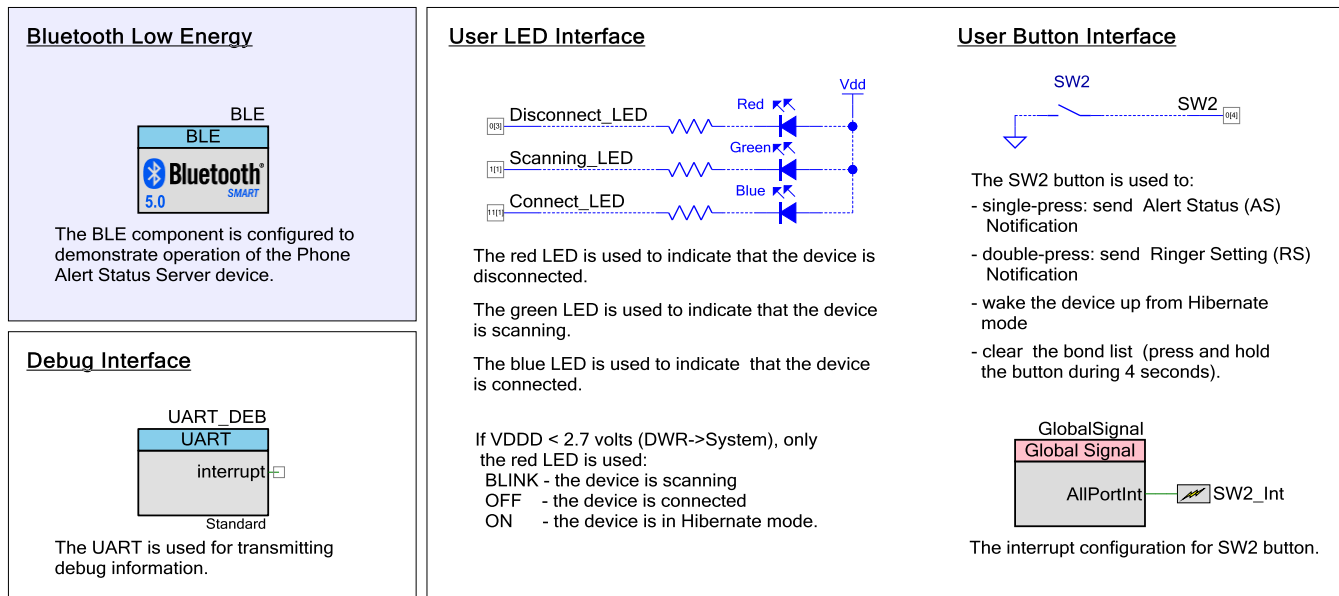 Bluetooth Low Energy
BLE
BLE
Bluetooth®
SMART
5.0
The BLE component is configured to
demonstrate operation of the Phone
Alert Status Server device.
Debug Interface
UART_DEB
UART
interrupt
Standard
The UART is used for transmitting
debug information.
User LED Interface
Vdd
Red
0[3] Disconnect_LED
Green
1[1] Scanning_LED
Blue
11[1] Connect_LED
The red LED is used to indicate that the device is
disconnected.
The green LED is used to indicate that the device
is scanning.
The blue LED is used to indicate that the device
is connected.
If VDDD < 2.7 volts (DWR->System), only
the red LED is used:
BLINK - the device is scanning
OFF - the device is connected
ON - the device is in Hibernate mode.
User Button Interface
SW2
SW2 0[4]
The SW2 button is used to:
- single-press: send Alert Status (AS)
Notification
- double-press: send Ringer Setting (RS)
Notification
- wake the device up from Hibernate
mode
- clear the bond list (press and hold
the button during 4 seconds).
GlobalSignal
Global Signal
AllPortInt SW2_Int
The interrupt configuration for SW2 button.